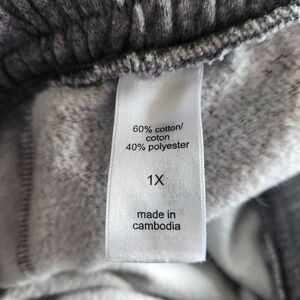 60% cotton/
coton
40% polyester
1X
made in
cambodia